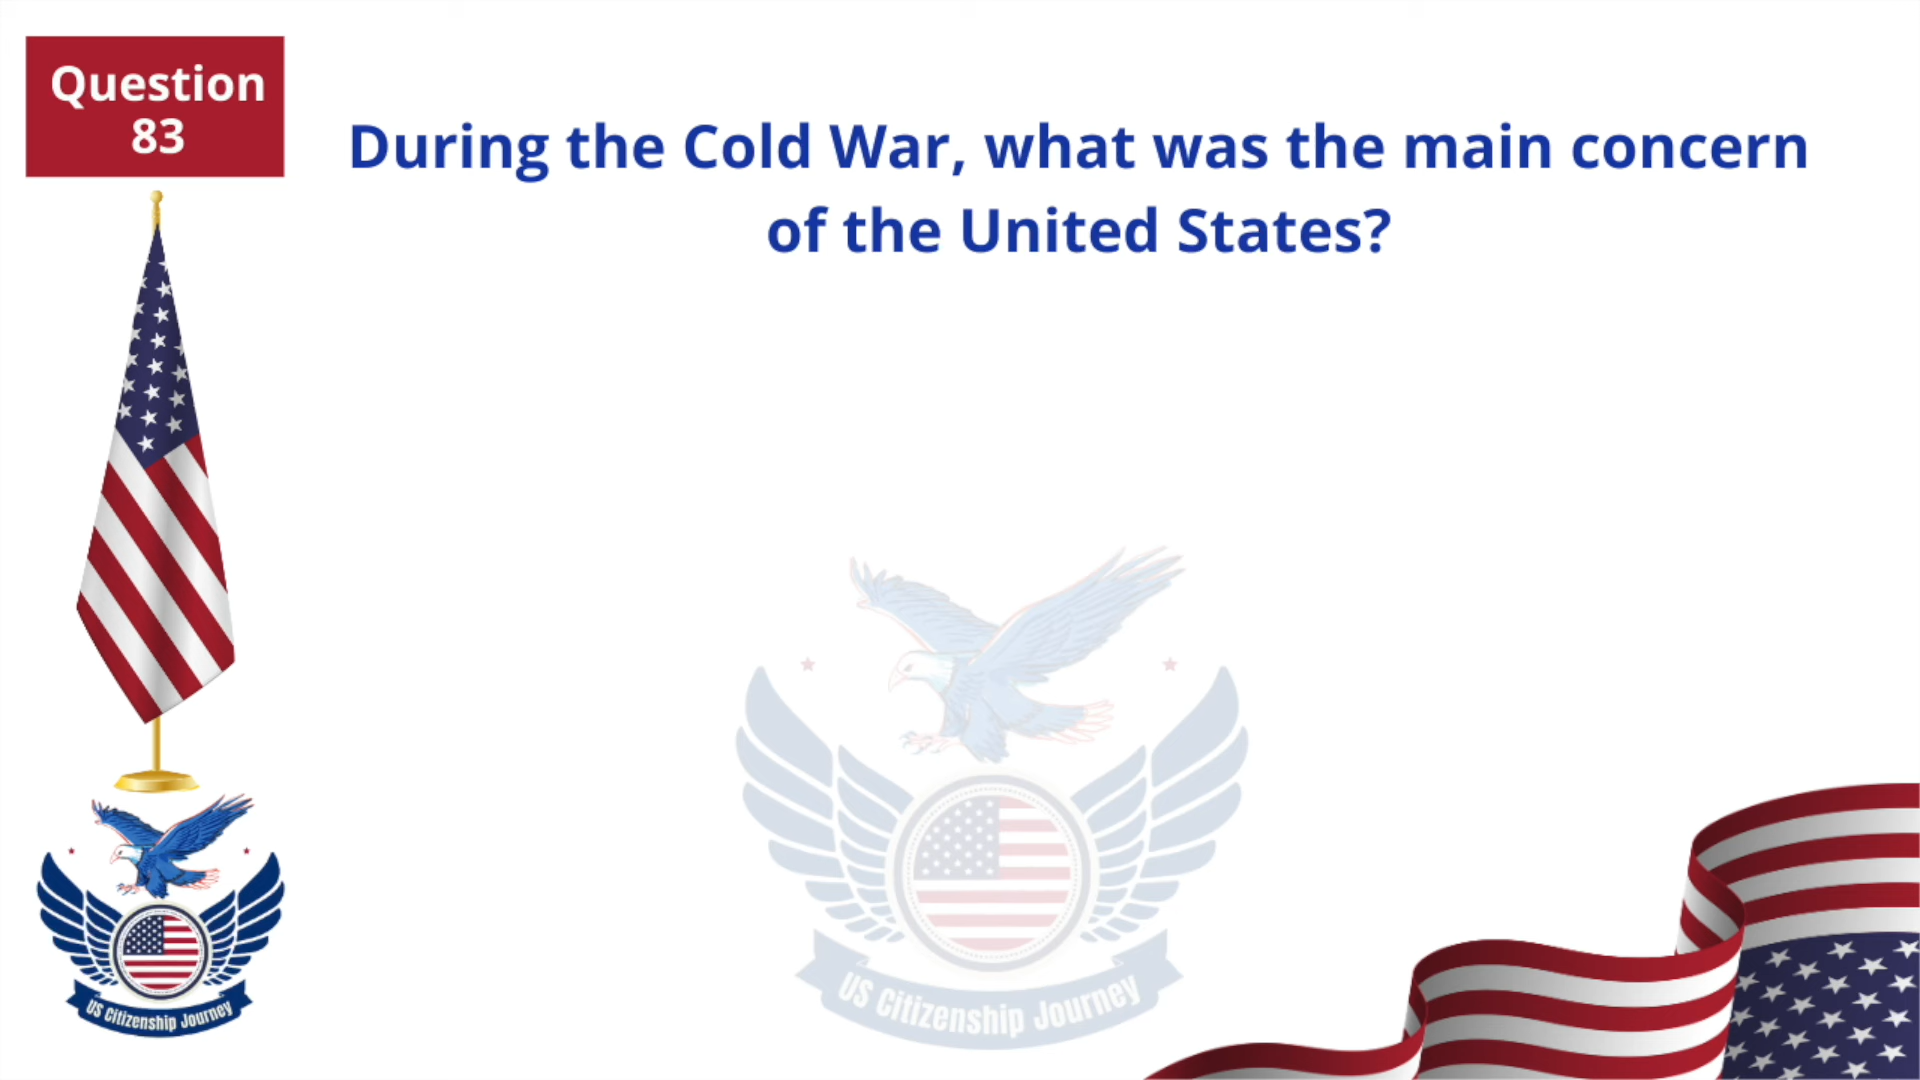 Question
83
During the Cold War, what was the main concern
of the United States?
US Citizenship Journey
US Citizenship Journey